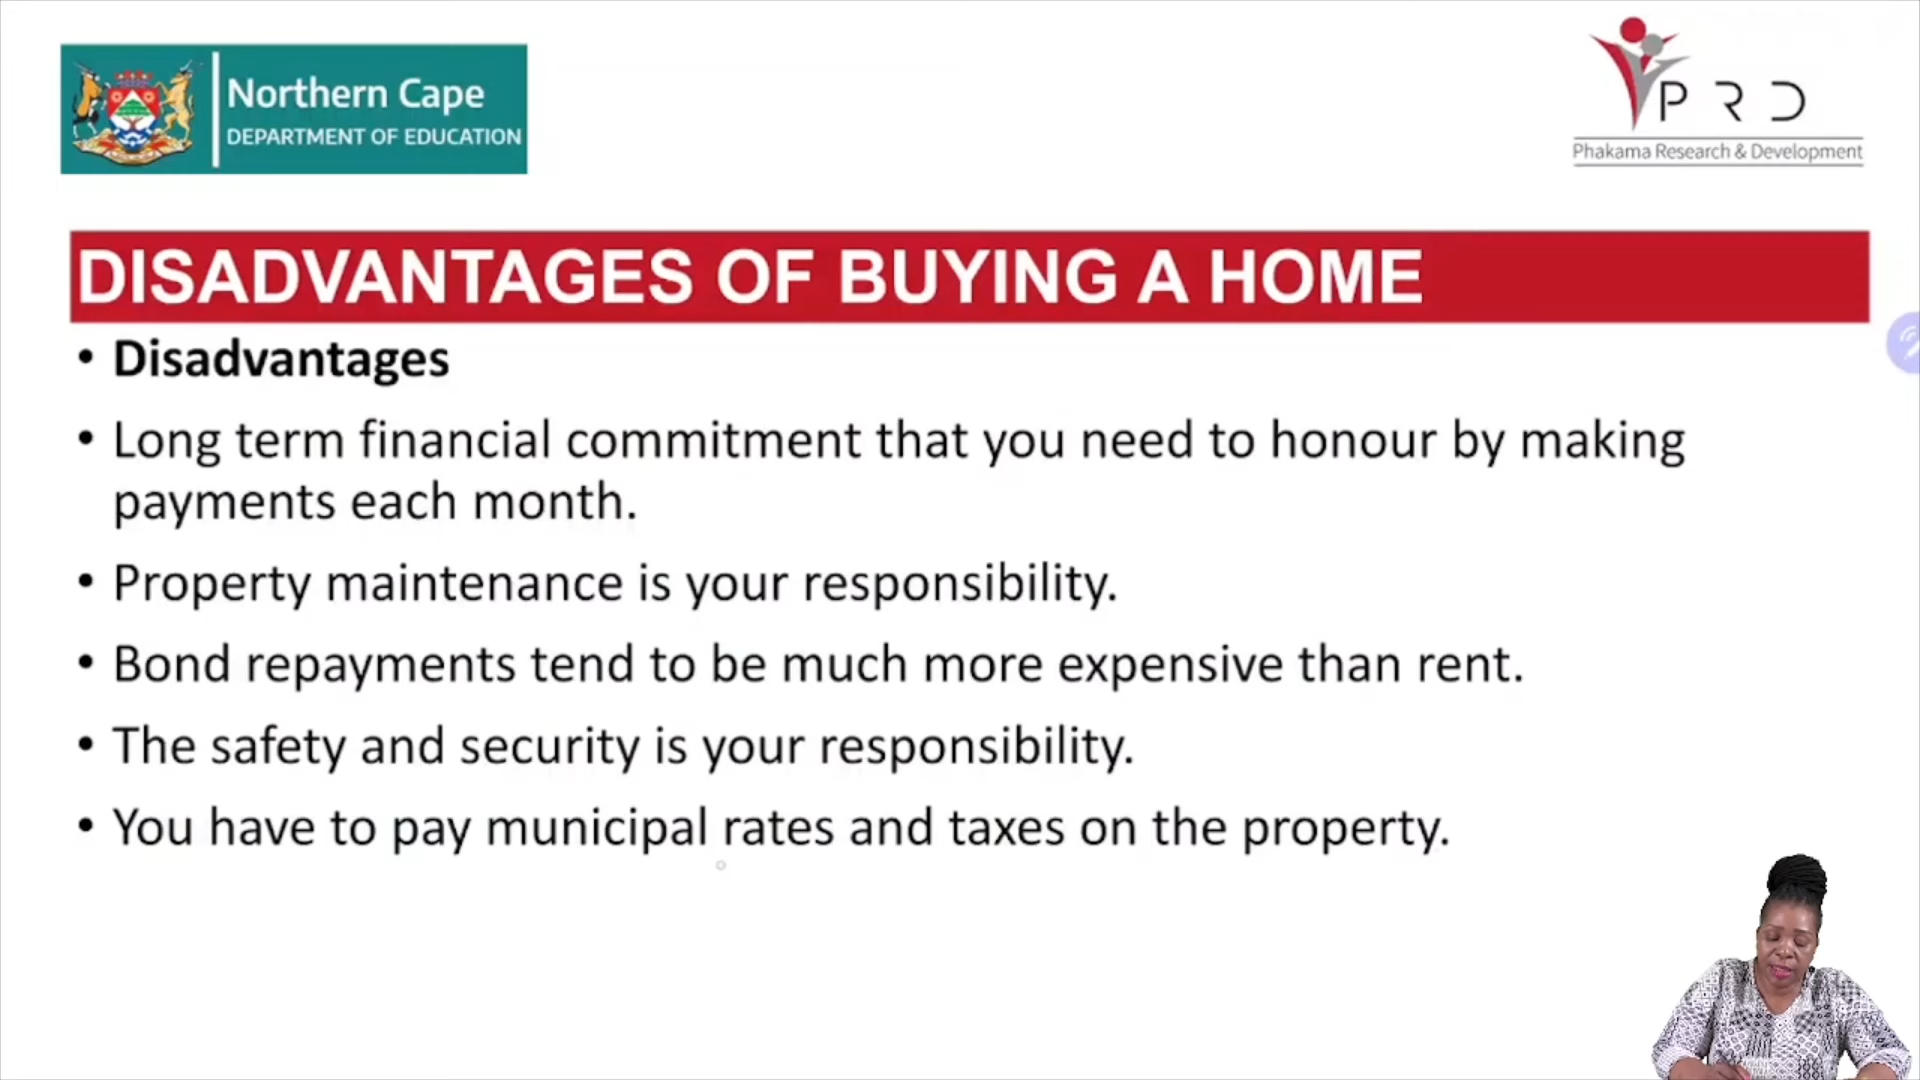 Northern Cape
DEPARTMENT OF EDUCATION
PRD
Phakama Research & Development
DISADVANTAGES OF BUYING A HOME
• Disadvantages
• Long term financial commitment that you need to honour by making
payments each month.
• Property maintenance is your responsibility.
• Bond repayments tend to be much more expensive than rent.
• The safety and security is your responsibility.
• You have to pay municipal rates and taxes on the property.